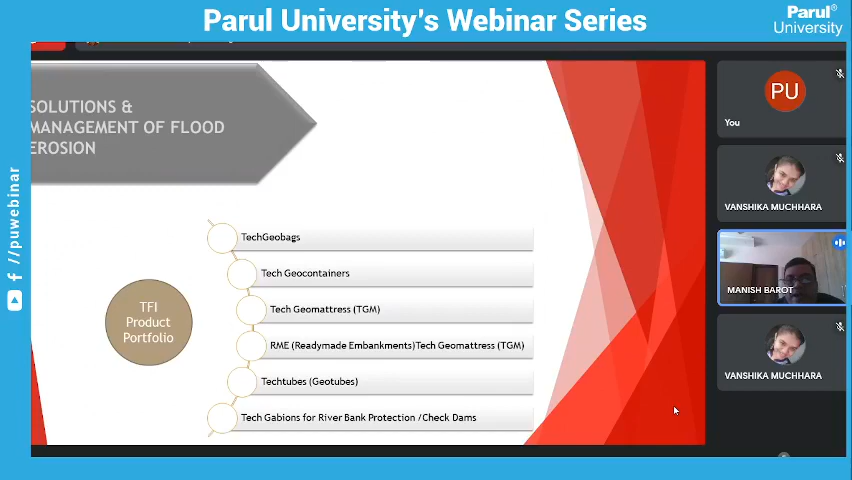 Parul University's Webinar Series
Parul®
University
SOLUTIONS &
MANAGEMENT OF FLOOD
EROSION
TechGeobags
Tech Geocontainers
Tech Geomattress (TGM)
RME (Readymade Embankments)Tech Geomattress (TGM)
Techtubes (Geotubes)
Tech Gabions for River Bank Protection /Check Dams
TFI
Product
Portfolio
PU
You
VANSHIKA MUCHHARA
MANISH BAROT
VANSHIKA MUCHHARA
/puwebinar